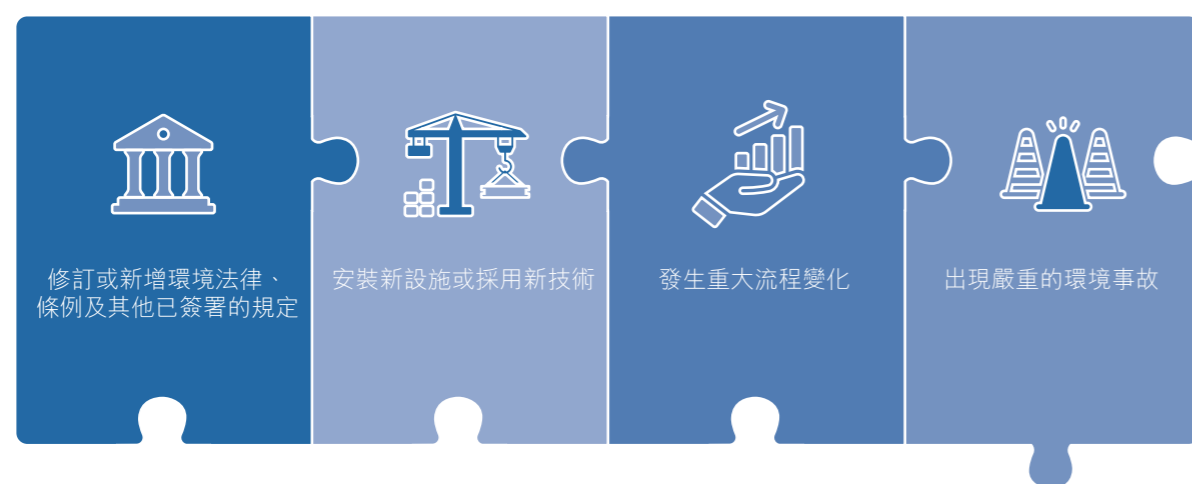 修訂或新增環境法律、
條例及其他已簽署的規定
安裝新設施或採用新技術
發生重大流程變化
出現嚴重的環境事故